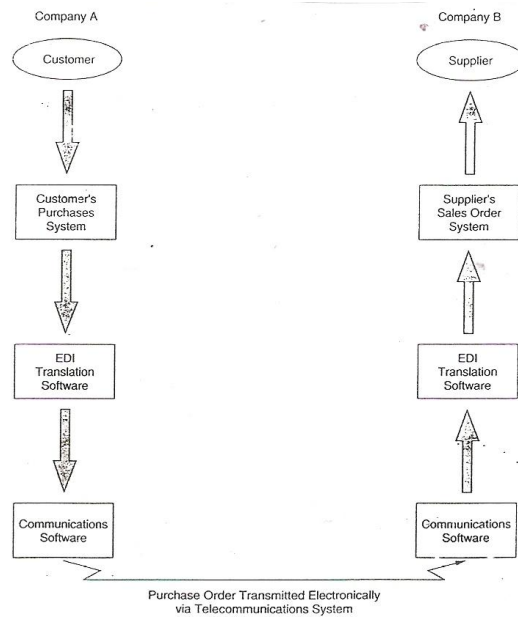 Company A
Company B
Customer
Supplier
Customer's
Purchases
System
Supplier's
Sales Order
System
EDI
Translation
Software
EDI
Translation
Software
Communications
Software
Communications
Software
Purchase Order Transmitted Electronically
via Telecommunications System